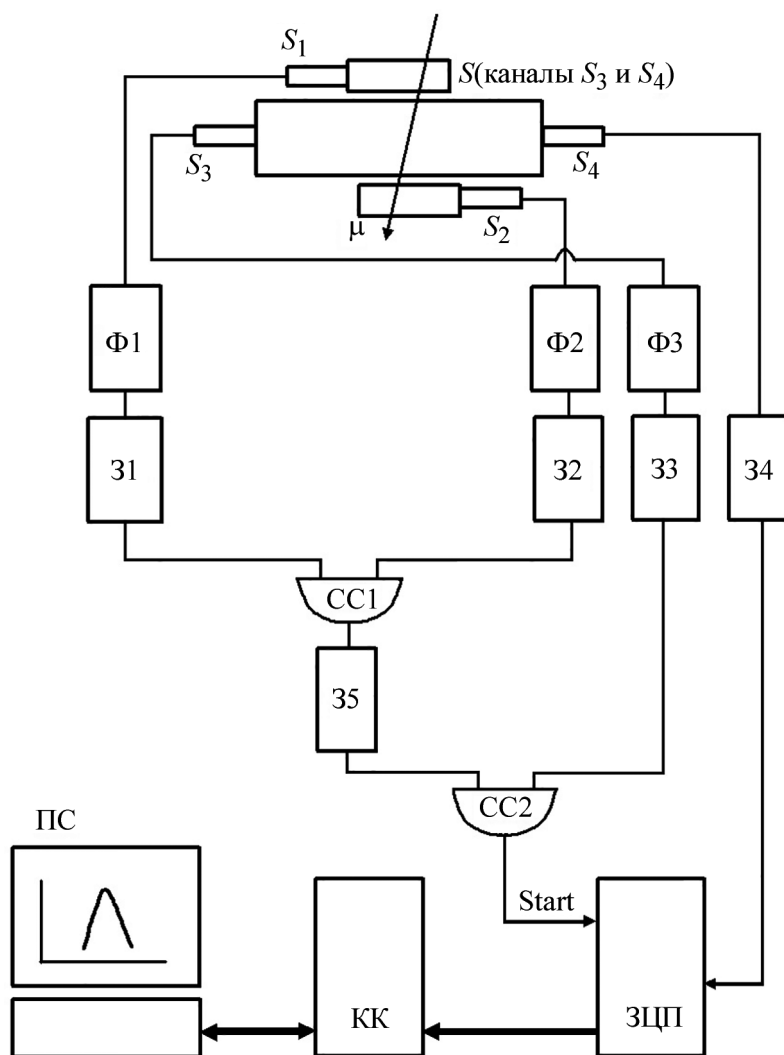 S1
S(каналы S3 и S4)
S3
S4
μ
S2
Ф1
Ф2
Ф3
З1
З2
З3
З4
СС1
З5
СС2
ПС
Start
КК
ЗЦП